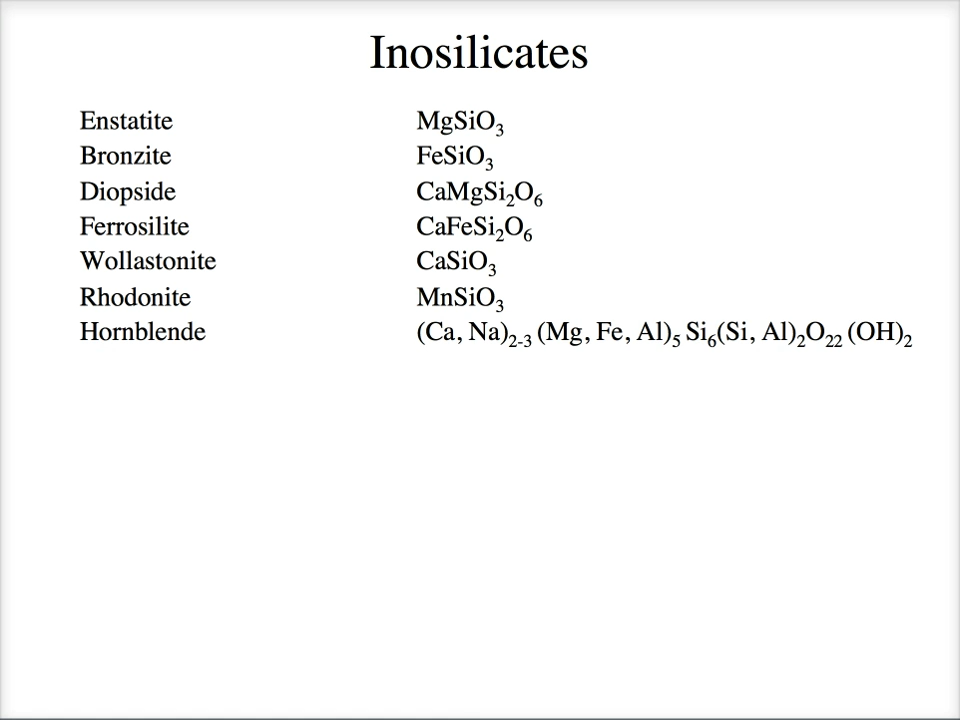 Inosilicates
Enstatite MgSiO₃
Bronzite FeSiO₃
Diopside CaMgSi₂O₆
Ferrosilite CaFeSi₂O₆
Wollastonite CaSiO₃
Rhodonite MnSiO₃
Hornblende (Ca, Na)₂₋₃ (Mg, Fe, Al)₅ Si₆(Si, Al)₂O₂₂ (OH)₂